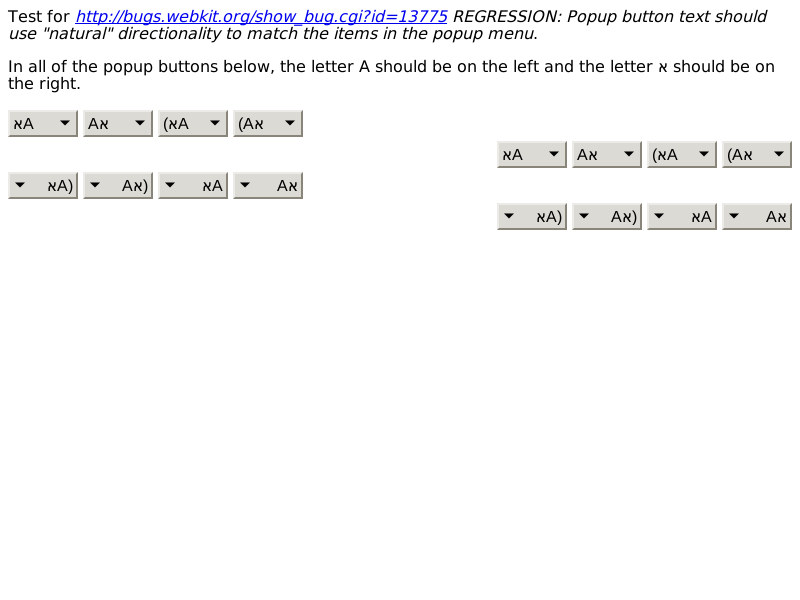 Test for http://bugs.webkit.org/show_bug.cgi?id=13775 REGRESSION: Popup button text should
use "natural" directionality to match the items in the popup menu.
In all of the popup buttons below, the letter A should be on the left and the letter א should be on
the right.
אA Aא (אA (Aא
אA Aא (אA (Aא
אA) Aא) אA Aא
אA) Aא) אA Aא